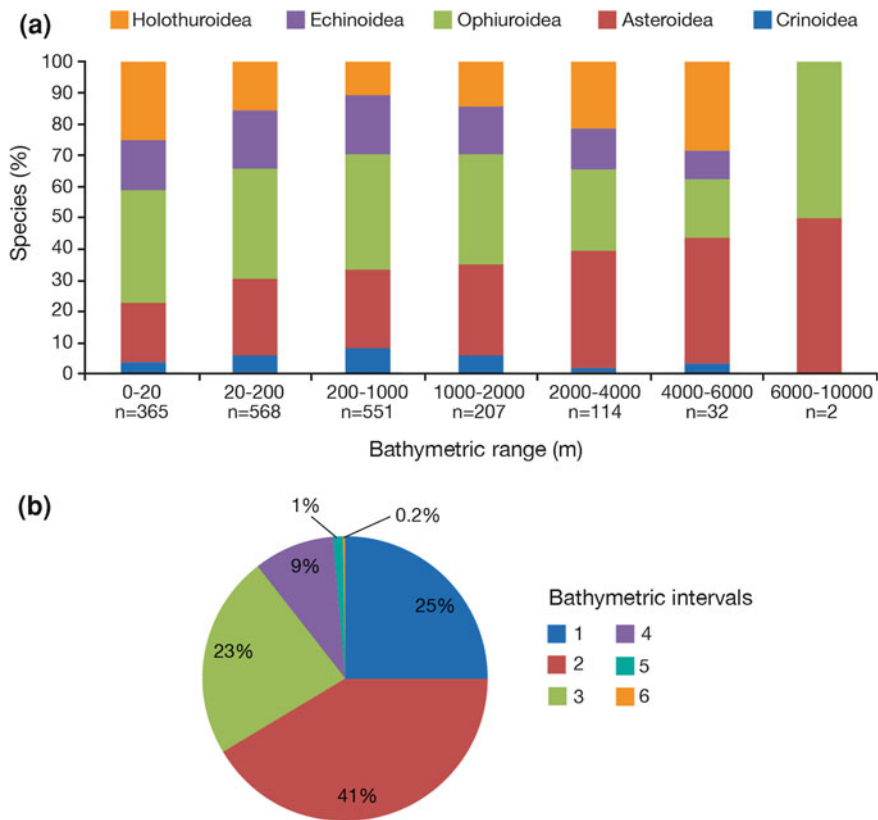 (a)
Holothuroidea Echinoidea Ophiuroidea Asteroidea Crinoidea
100
90
80
70
60
50
40
30
20
10
0
Species (%)
0-20 20-200 200-1000 1000-2000 2000-4000 4000-6000 6000-10000
n=365 n=568 n=551 n=207 n=114 n=32 n=2
Bathymetric range (m)
(b)
1% 0.2%
9%
25%
23%
41%
Bathymetric intervals
1 4
2 5
3 6